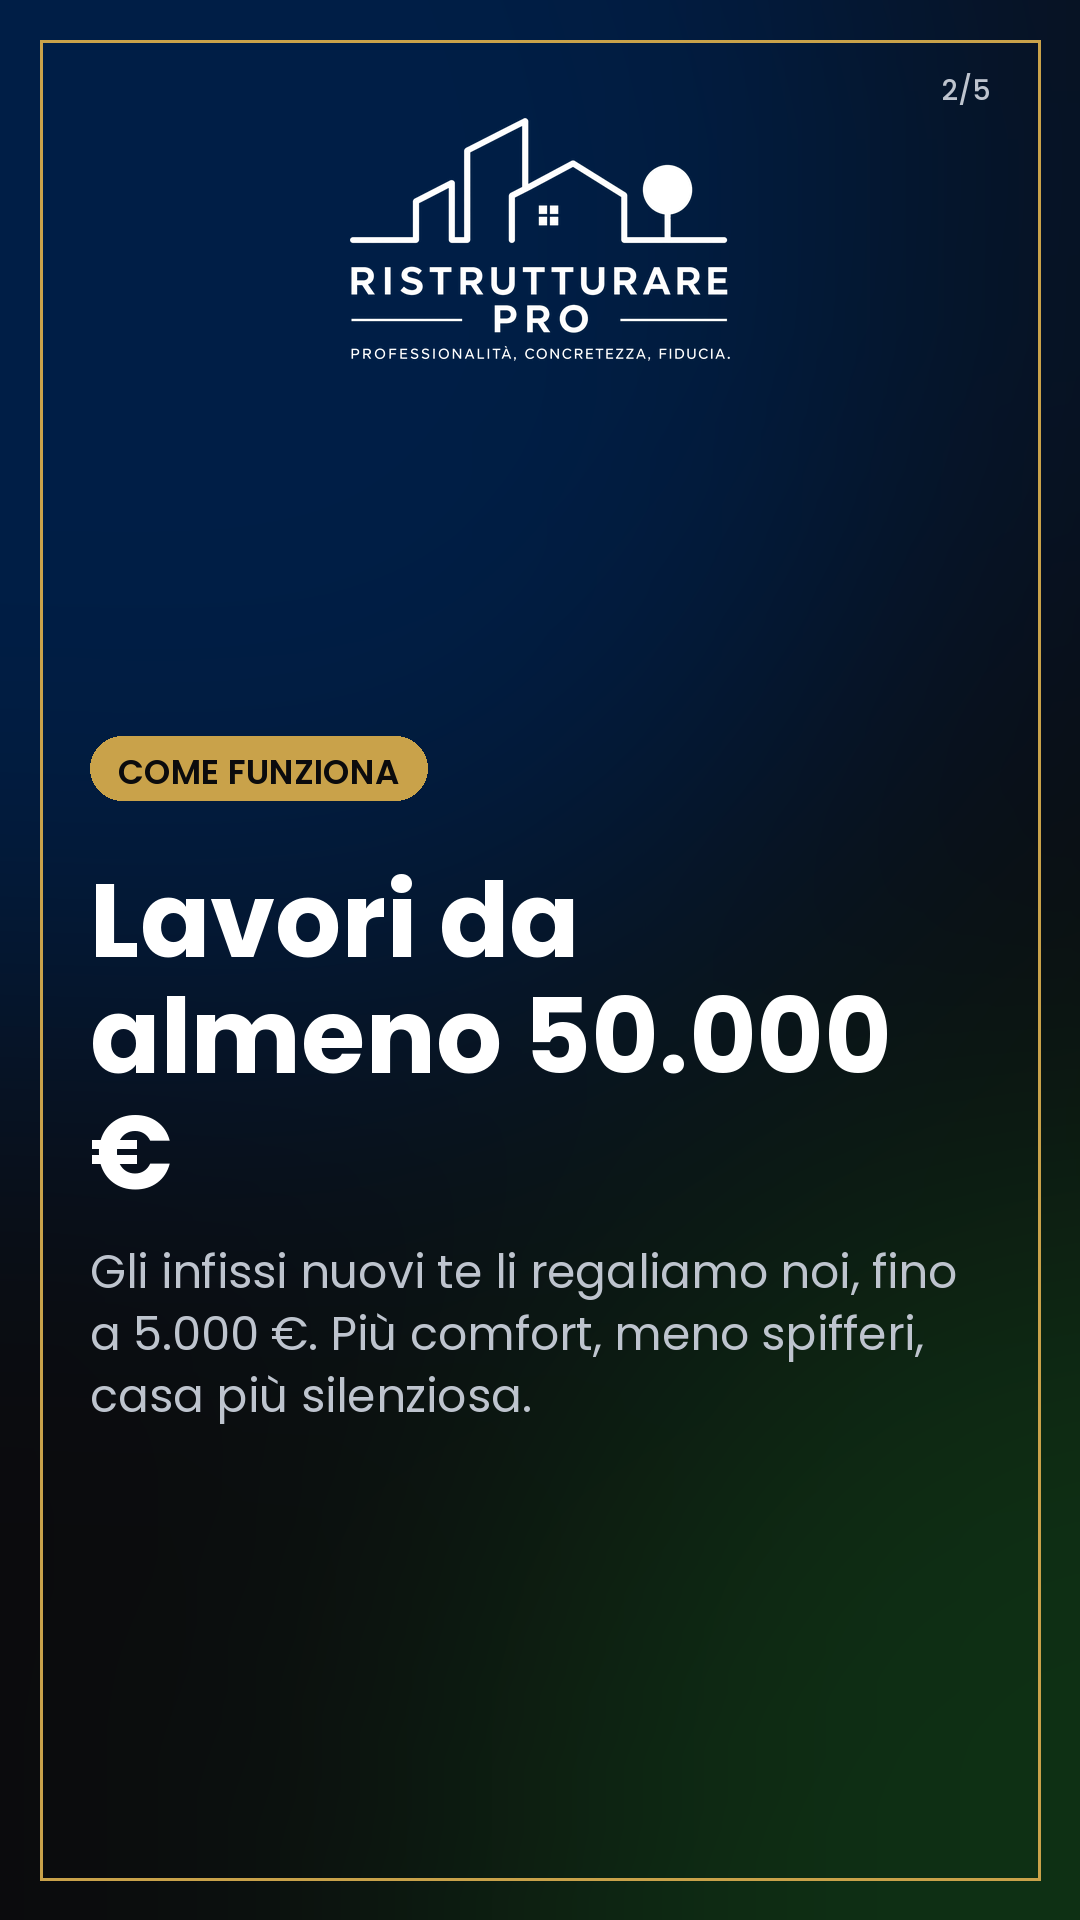 2/5
RISTRUTTURARE
PRO
PROFESSIONALITÀ, CONCRETEZZA, FIDUCIA.
COME FUNZIONA
Lavori da
almeno 50.000
€
Gli infissi nuovi te li regaliamo noi, fino
a 5.000 €. Più comfort, meno spifferi,
casa più silenziosa.